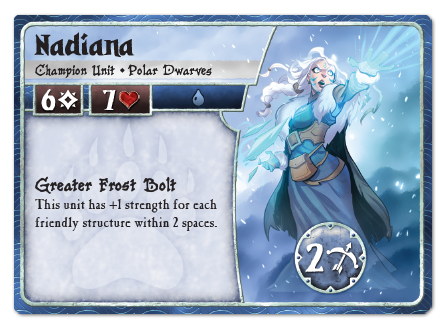 Nadiana
Champion Unit • Polar Dwarves
6 7
Greater Frost Bolt
This unit has +1 strength for each
friendly structure within 2 spaces.
2